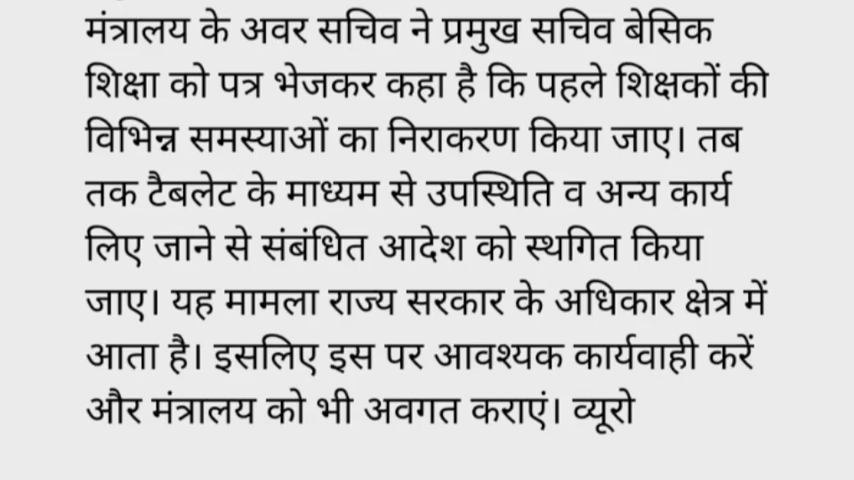 मंत्रालय के अवर सचिव ने प्रमुख सचिव बेसिक
शिक्षा को पत्र भेजकर कहा है कि पहले शिक्षकों की
विभिन्न समस्याओं का निराकरण किया जाए। तब
तक टैबलेट के माध्यम से उपस्थिति व अन्य कार्य
लिए जाने से संबंधित आदेश को स्थगित किया
जाए। यह मामला राज्य सरकार के अधिकार क्षेत्र में
आता है। इसलिए इस पर आवश्यक कार्यवाही करें
और मंत्रालय को भी अवगत कराएं। व्यूरो